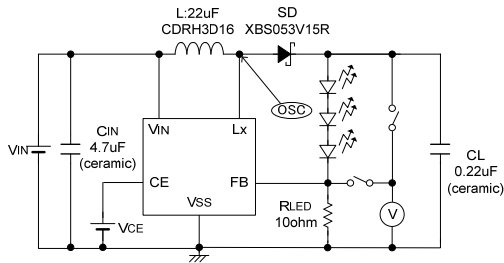 L:22uF
CDRH3D16
SD
XBS053V15R
OSC
VIN
CIN
4.7uF
(ceramic)
VIN
Lx
CE
FB
VSS
VCE
RLED
10ohm
V
CL
0.22uF
(ceramic)